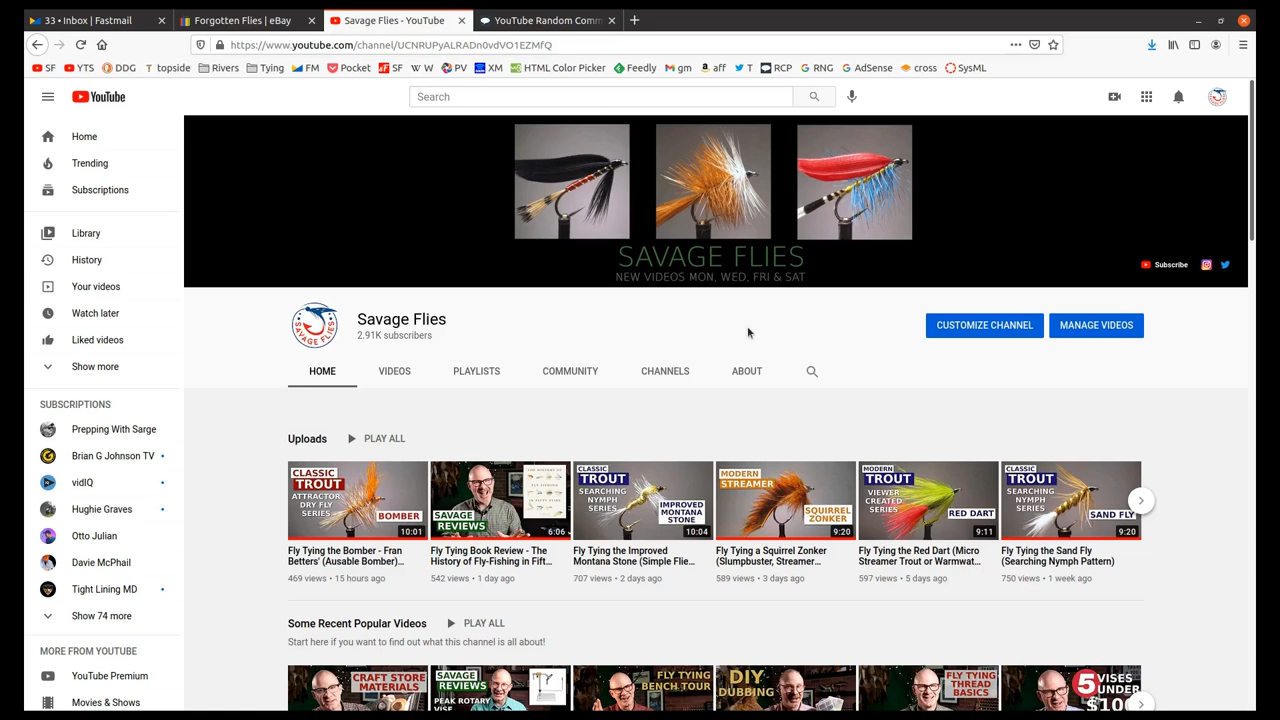 33 • Inbox | Fastmail
Forgotten Flies | eBay
Savage Flies - YouTube
YouTube Random Comm
https://www.youtube.com/channel/UCNRUPyALRADn0vdVO1EZMfQ
SF YTS DDG topside Rivers Tying FM Pocket SF W PV XM HTML Color Picker Feedly gm aff T RCP RNG AdSense cross SysML
YouTube
Search
Home
Trending
Subscriptions
Library
History
Your videos
Watch later
Liked videos
Show more
SUBSCRIPTIONS
Prepping With Sarge
Brian G Johnson TV
vidIQ
Hughie Graves
Otto Julian
Davie McPhail
Tight Lining MD
Show 74 more
MORE FROM YOUTUBE
YouTube Premium
Movies & Shows
SAVAGE FLIES
NEW VIDEOS MON, WED, FRI & SAT
Subscribe
SAVAGE FLIES
Savage Flies
2.91K subscribers
CUSTOMIZE CHANNEL
MANAGE VIDEOS
HOME VIDEOS PLAYLISTS COMMUNITY CHANNELS ABOUT
Uploads
PLAY ALL
CLASSIC
TROUT
ATTRACTOR
DRY FLY
SERIES
BOMBER
10:01
Fly Tying the Bomber - Fran
Betters' (Ausable Bomber)...
469 views • 15 hours ago
SAVAGE
REVIEWS
6:06
Fly Tying Book Review - The
History of Fly-Fishing in Fift...
542 views • 1 day ago
CLASSIC
TROUT
SEARCHING
NYMPH
SERIES
IMPROVED
MONTANA
STONE
10:04
Fly Tying the Improved
Montana Stone (Simple Flie...
707 views • 2 days ago
MODERN
STREAMER
SQUIRREL
ZONKER
9:20
Fly Tying a Squirrel Zonker
(Slumpbuster, Streamer...
589 views • 3 days ago
MODERN
TROUT
VIEWER
CREATED
SERIES
RED DART
9:11
Fly Tying the Red Dart (Micro
Streamer Trout or Warmwat...
597 views • 5 days ago
CLASSIC
TROUT
SEARCHING
NYMPH
SERIES
SAND FLY
9:20
Fly Tying the Sand Fly
(Searching Nymph Pattern)
750 views • 1 week ago
Some Recent Popular Videos
PLAY ALL
Start here if you want to find out what this channel is all about!
CRAFT STORE
MATERIALS
SAVAGE
REVIEWS
PEAK ROTARY
VISE
FLY TYING
BENCH TOUR
DIY
DUBBING
FLY TYING
THREAD
BASICS
5 VISES
UNDER
$100